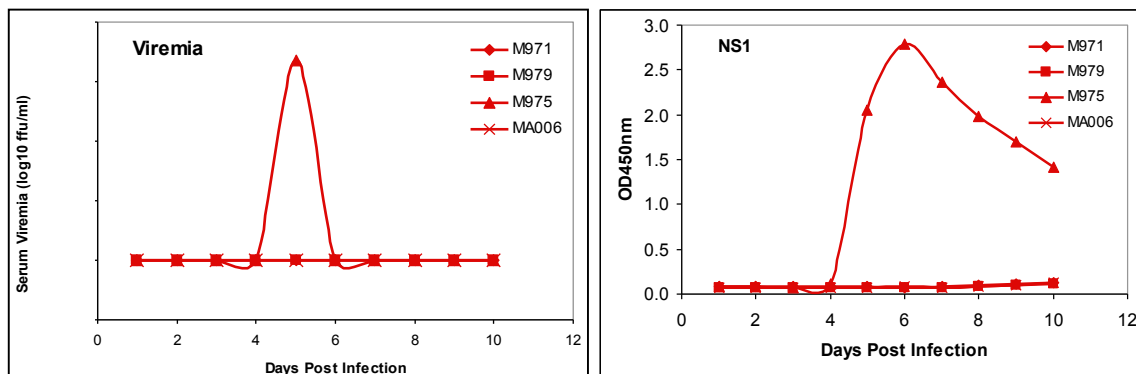 Viremia
M971
M979
M975
MA006
Serum Viremia (log10 ffu/ml)
0 2 4 6 8 10 12
Days Post Infection
NS1
M971
M979
M975
MA006
OD450nm
3.0
2.5
2.0
1.5
1.0
0.5
0.0
0 2 4 6 8 10 12
Days Post Infection